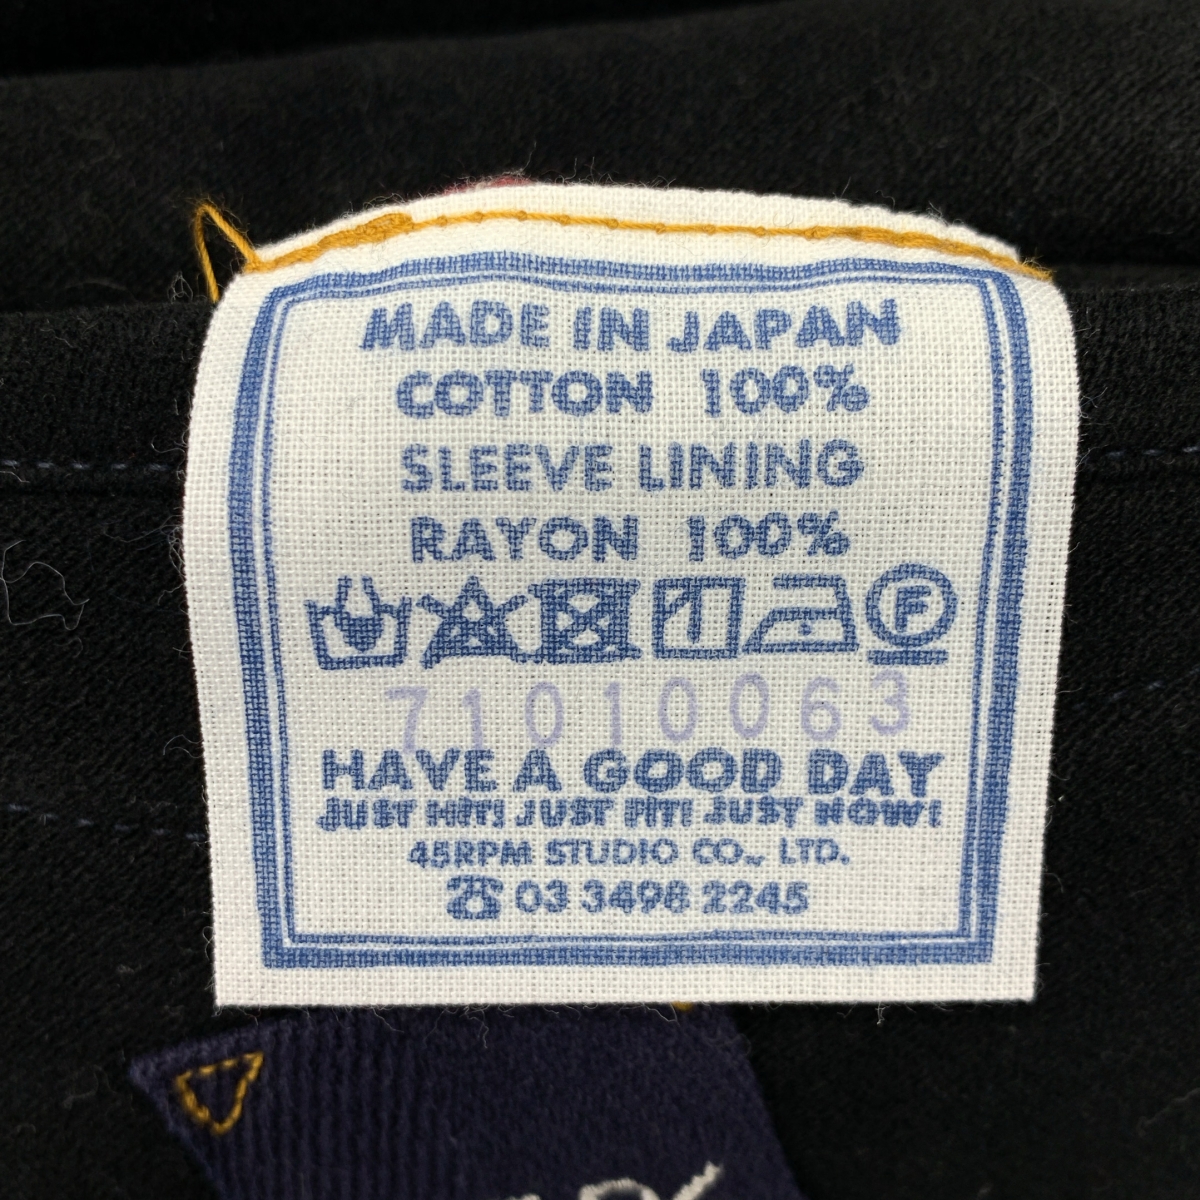 MADE IN JAPAN
COTTON 100%
SLEEVE LINING
RAYON 100%
F
71010063
HAVE A GOOD DAY
JUST HIT! JUST FIT! JUST NOW!
45RPM STUDIO CO., LTD.
☎ 03 3498 2245